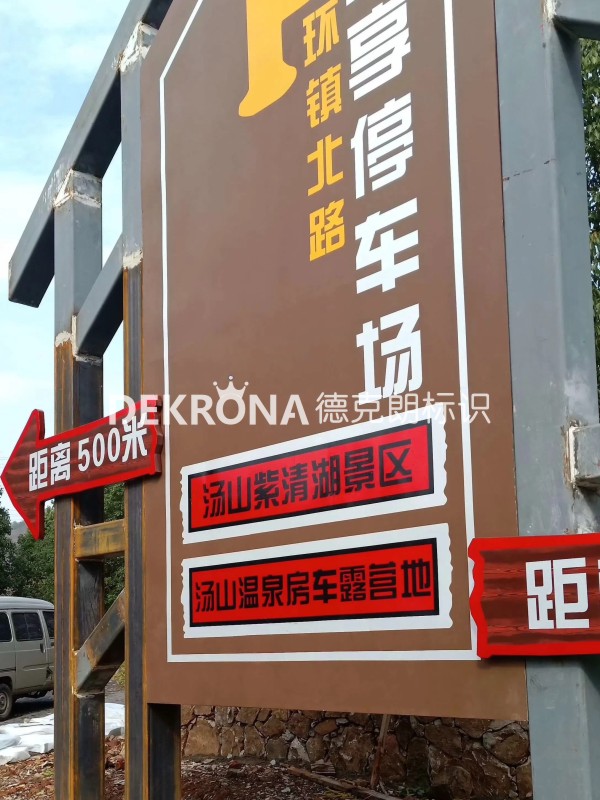 环镇北路
享停车场
距离500米
DEKRONA 德克朗标识
汤山紫清湖景区
汤山温泉房车露营地
距